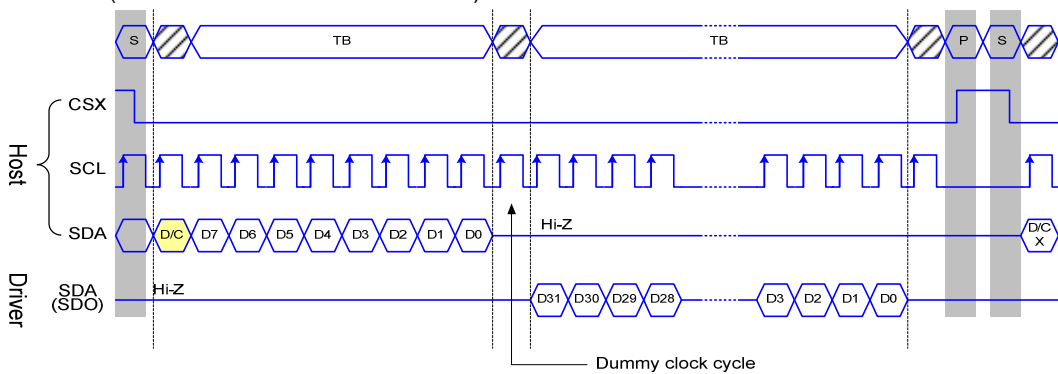 S TB TB P S
CSX
Host
SCL
SDA D/C D7 D6 D5 D4 D3 D2 D1 D0 Hi-Z D/C
X
Driver
SDA
(SDO) Hi-Z D31 D30 D29 D28 D3 D2 D1 D0
Dummy clock cycle